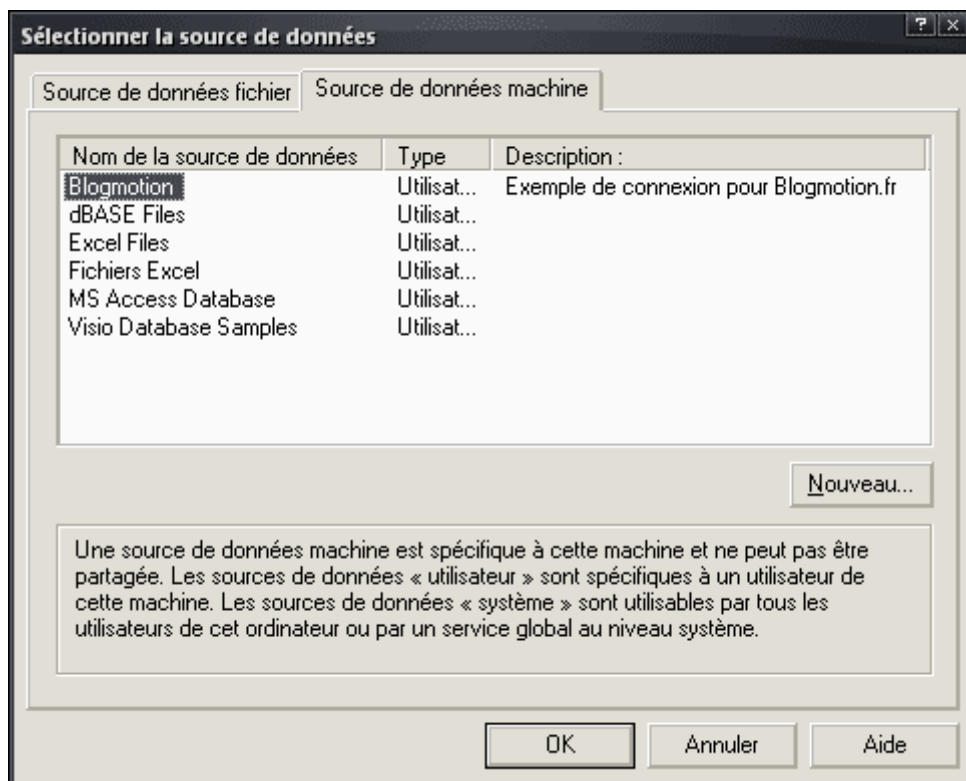 Sélectionner la source de données
Source de données fichier Source de données machine
Nom de la source de données Type Description :
Blogmotion Utilisat... Exemple de connexion pour Blogmotion.fr
dBASE Files Utilisat...
Excel Files Utilisat...
Fichiers Excel Utilisat...
MS Access Database Utilisat...
Visio Database Samples Utilisat...
Nouveau...
Une source de données machine est spécifique à cette machine et ne peut pas être
partagée. Les sources de données « utilisateur » sont spécifiques à un utilisateur de
cette machine. Les sources de données « système » sont utilisables par tous les
utilisateurs de cet ordinateur ou par un service global au niveau système.
OK Annuler Aide